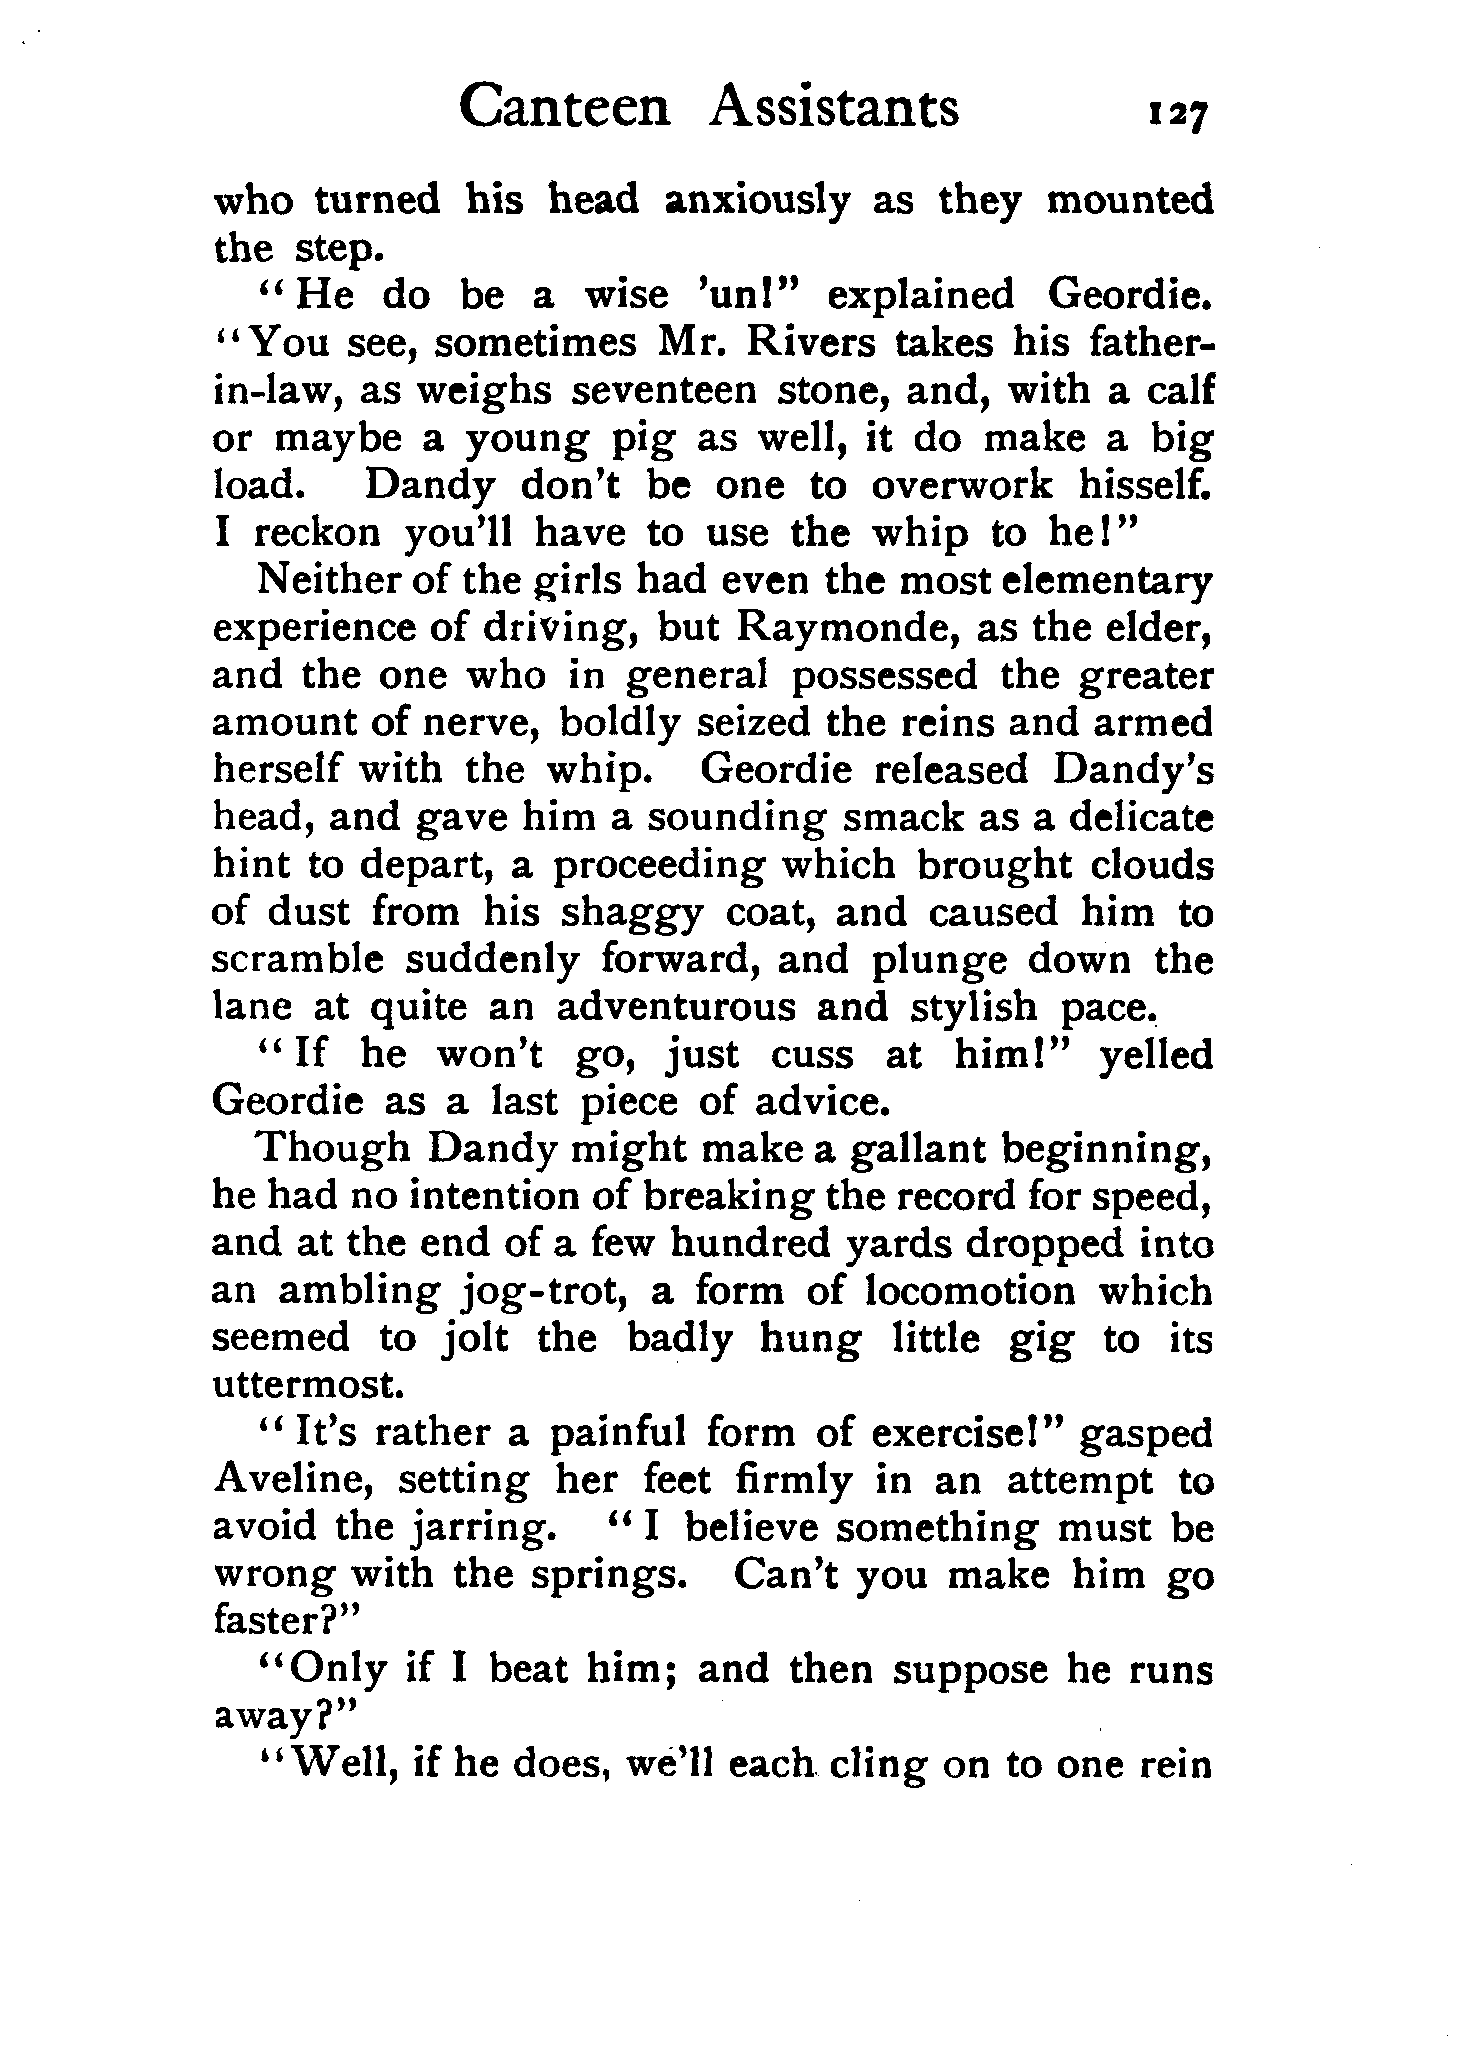 Canteen Assistants 127
who turned his head anxiously as they mounted
the step.
"He do be a wise 'un!" explained Geordie.
"You see, sometimes Mr. Rivers takes his father-
in-law, as weighs seventeen stone, and, with a calf
or maybe a young pig as well, it do make a big
load. Dandy don't be one to overwork hisself.
I reckon you'll have to use the whip to he!"
Neither of the girls had even the most elementary
experience of driving, but Raymonde, as the elder,
and the one who in general possessed the greater
amount of nerve, boldly seized the reins and armed
herself with the whip. Geordie released Dandy's
head, and gave him a sounding smack as a delicate
hint to depart, a proceeding which brought clouds
of dust from his shaggy coat, and caused him to
scramble suddenly forward, and plunge down the
lane at quite an adventurous and stylish pace.
"If he won't go, just cuss at him!" yelled
Geordie as a last piece of advice.
Though Dandy might make a gallant beginning,
he had no intention of breaking the record for speed,
and at the end of a few hundred yards dropped into
an ambling jog-trot, a form of locomotion which
seemed to jolt the badly hung little gig to its
uttermost.
"It's rather a painful form of exercise!" gasped
Aveline, setting her feet firmly in an attempt to
avoid the jarring. "I believe something must be
wrong with the springs. Can't you make him go
faster?"
"Only if I beat him; and then suppose he runs
away?"
"Well, if he does, we'll each cling on to one rein